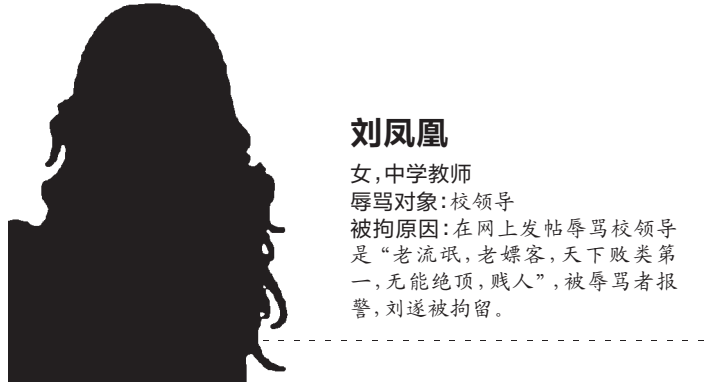 刘凤凰
女,中学教师
辱骂对象:校领导
被拘原因:在网上发帖辱骂校领导
是“老流氓,老嫖客,天下败类第
一,无能绝顶,贱人”,被辱骂者报
警,刘遂被拘留。